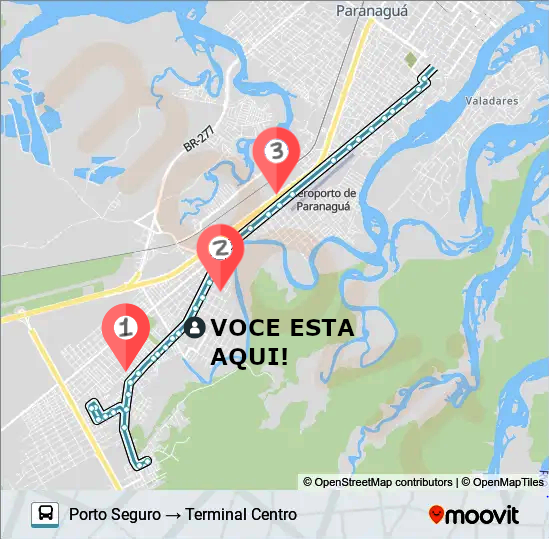 Paranaguá
Valadares
BR-277
3
Aeroporto de
Paranaguá
2
1
VOCE ESTA
AQUI!
© OpenStreetMap contributors | © OpenMapTiles
Porto Seguro → Terminal Centro
moovit